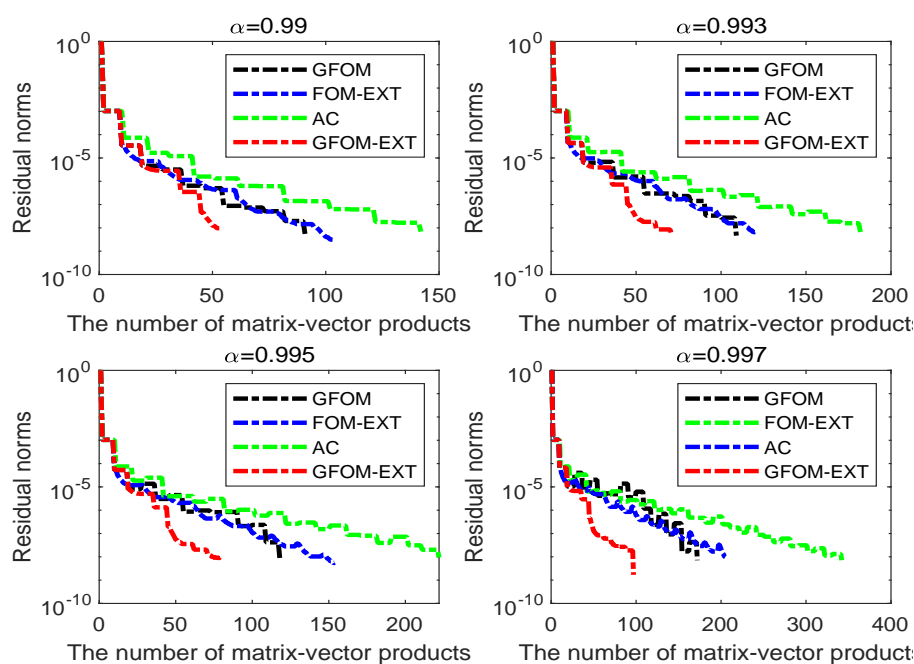 α=0.99
10^0
10^-5
10^-10
Residual norms
GFOM
FOM-EXT
AC
GFOM-EXT
0 50 100 150
The number of matrix-vector products
α=0.993
10^0
10^-5
10^-10
Residual norms
GFOM
FOM-EXT
AC
GFOM-EXT
0 50 100 150 200
The number of matrix-vector products
α=0.995
10^0
10^-5
10^-10
Residual norms
GFOM
FOM-EXT
AC
GFOM-EXT
0 50 100 150 200
The number of matrix-vector products
α=0.997
10^0
10^-5
10^-10
Residual norms
GFOM
FOM-EXT
AC
GFOM-EXT
0 100 200 300 400
The number of matrix-vector products